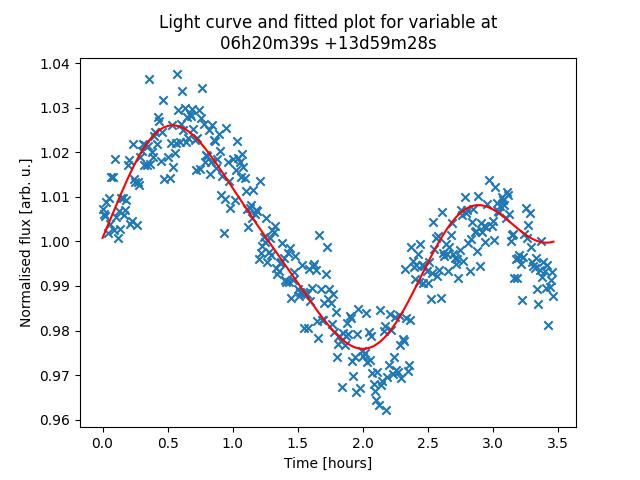 Light curve and fitted plot for variable at
06h20m39s +13d59m28s
1.04
1.03
1.02
1.01
1.00
0.99
0.98
0.97
0.96
Normalised flux [arb. u.]
0.0 0.5 1.0 1.5 2.0 2.5 3.0 3.5
Time [hours]